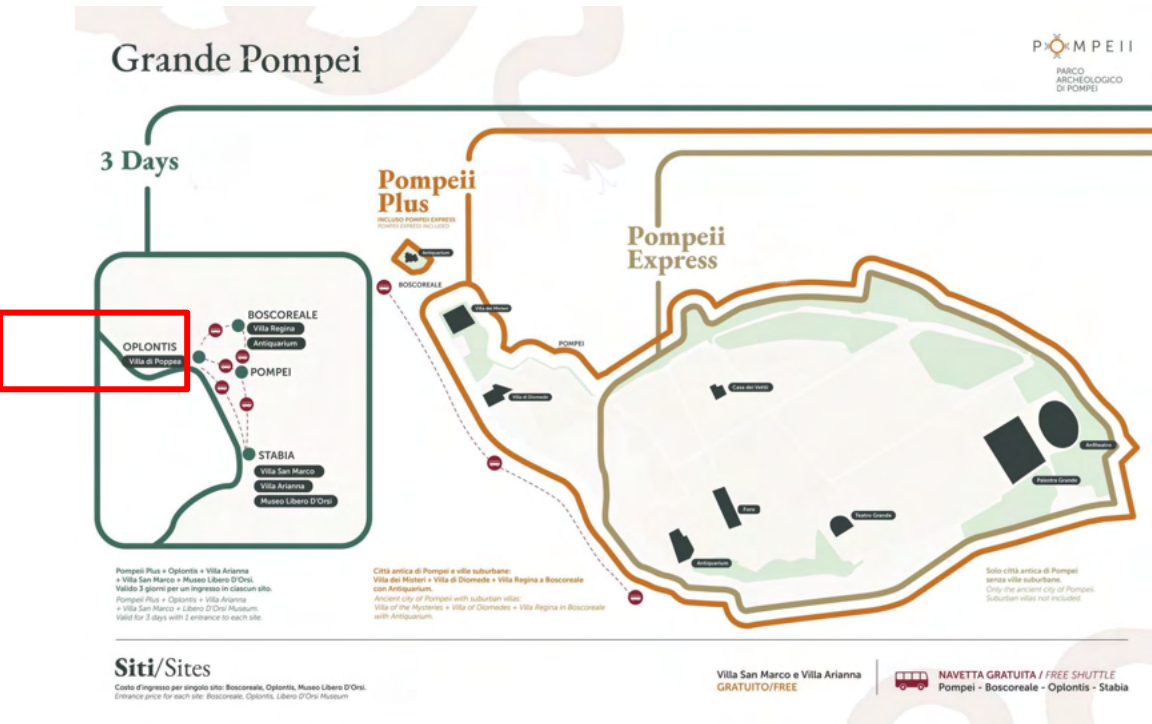 Grande Pompei
POMPEII
PARCO
ARCHEOLOGICO
DI POMPEI
3 Days
Pompeii
Plus
INCLUSO POMPEII EXPRESS
POMPEII EXPRESS INCLUDED
Antiquarium
BOSCOREALE
Pompeii
Express
Villa dei Misteri
POMPEI
Villa di Diomede
Casa dei Vettii
Anfiteatro
Palestra Grande
Foro
Teatro Grande
Antiquarium
BOSCOREALE
Villa Regina
Antiquarium
OPLONTIS
Villa di Poppea
POMPEI
STABIA
Villa San Marco
Villa Arianna
Museo Libero D'Orsi
Pompeii Plus + Oplontis + Villa Arianna
+ Villa San Marco + Museo Libero D'Orsi.
Valido 3 giorni per un ingresso in ciascun sito.
Pompeii Plus + Oplontis + Villa Arianna
+ Villa San Marco + Libero D'Orsi Museum.
Valid for 3 days with 1 entrance to each site.
Città antica di Pompei e ville suburbane:
Villa dei Misteri + Villa di Diomede + Villa Regina a Boscoreale
con Antiquarium.
Ancient city of Pompeii with suburban villas:
Villa of the Mysteries + Villa of Diomedes + Villa Regina in Boscoreale
with Antiquarium.
Solo città antica di Pompei
senza ville suburbane.
Only the ancient city of Pompeii.
Suburban villas not included.
Siti/Sites
Costo d'ingresso per singolo sito: Boscoreale, Oplontis, Museo Libero D'Orsi.
Entrance price for each site: Boscoreale, Oplontis, Libero D'Orsi Museum
Villa San Marco e Villa Arianna
GRATUITO/FREE
NAVETTA GRATUITA / FREE SHUTTLE
Pompei - Boscoreale - Oplontis - Stabia